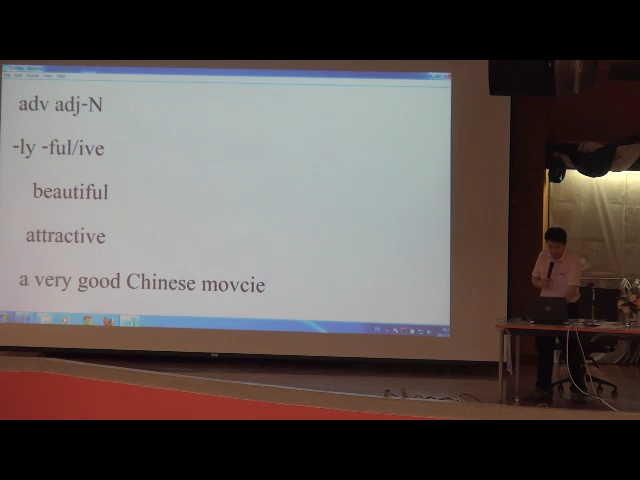 adv adj-N
-ly -ful/ive
beautiful
attractive
a very good Chinese movcie